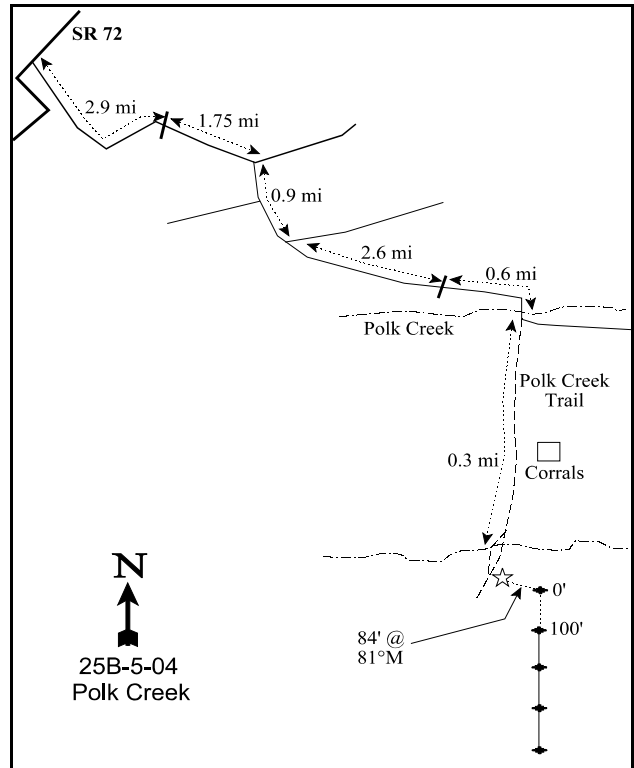 SR 72
2.9 mi
1.75 mi
0.9 mi
2.6 mi
0.6 mi
Polk Creek
Polk Creek
Trail
0.3 mi
Corrals
N
0'
100'
84' @
81°M
25B-5-04
Polk Creek